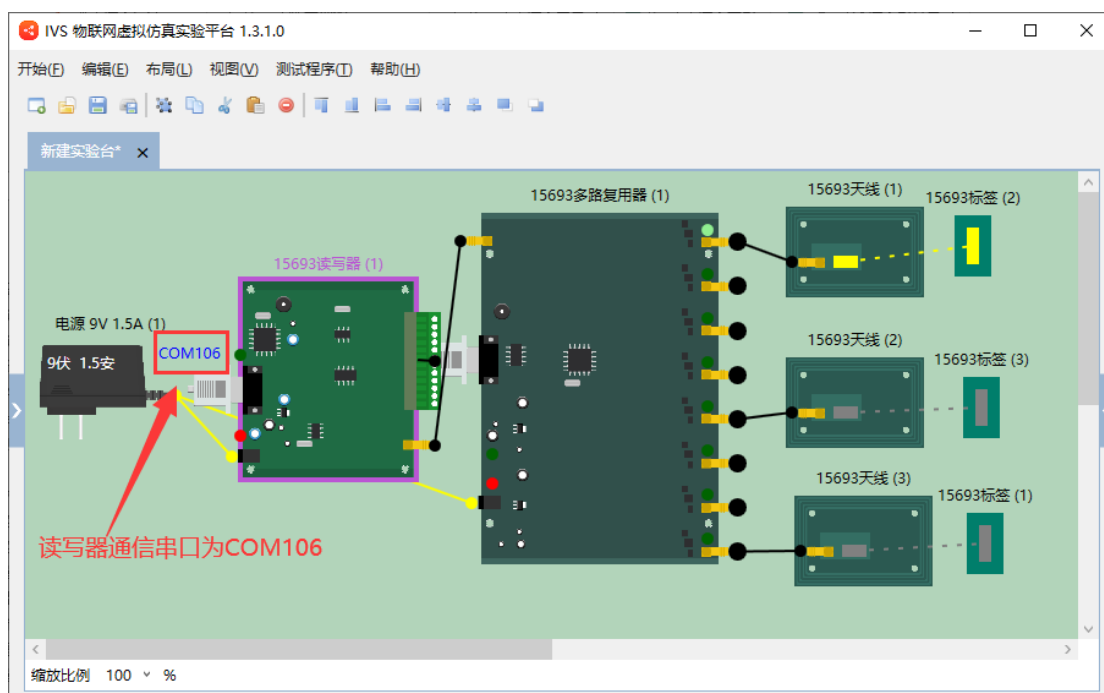 IVS 物联网虚拟仿真实验平台 1.3.1.0
开始(F) 编辑(E) 布局(L) 视图(V) 测试程序(T) 帮助(H)
新建实验台*
15693多路复用器 (1)
15693天线 (1)
15693标签 (2)
15693读写器 (1)
电源 9V 1.5A (1)
COM106
9伏 1.5安
15693天线 (2)
15693标签 (3)
15693天线 (3)
15693标签 (1)
读写器通信串口为COM106
缩放比例 100 %